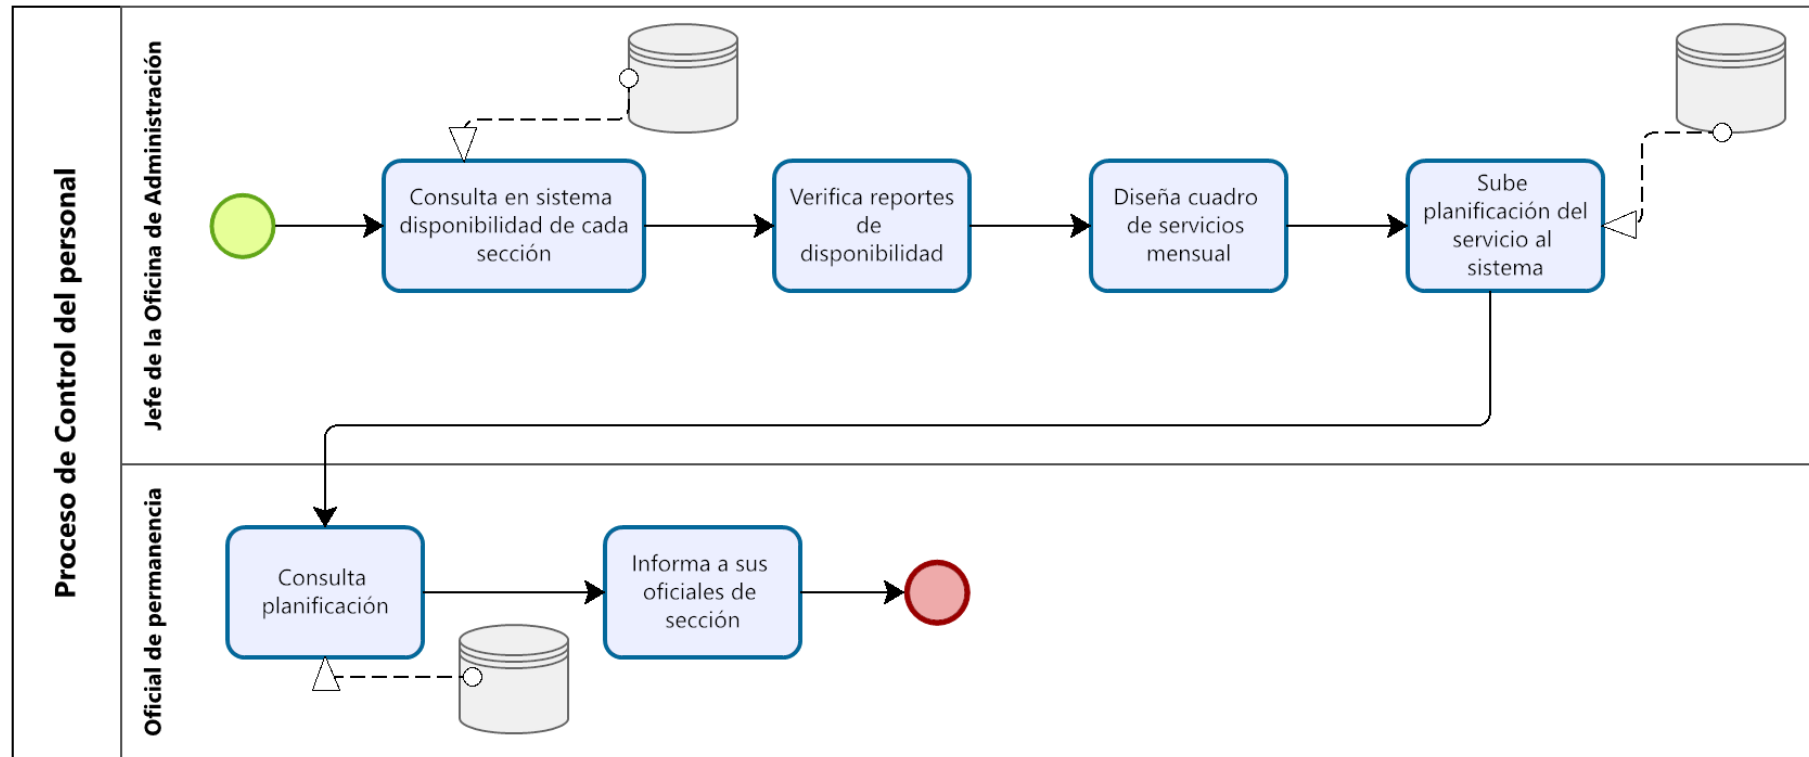 Proceso de Control del personal
Jefe de la Oficina de Administración
Consulta en sistema
disponibilidad de cada
sección
Verifica reportes
de
disponibilidad
Diseña cuadro
de servicios
mensual
Sube
planificación del
servicio al
sistema
Oficial de permanencia
Consulta
planificación
Informa a sus
oficiales de
sección